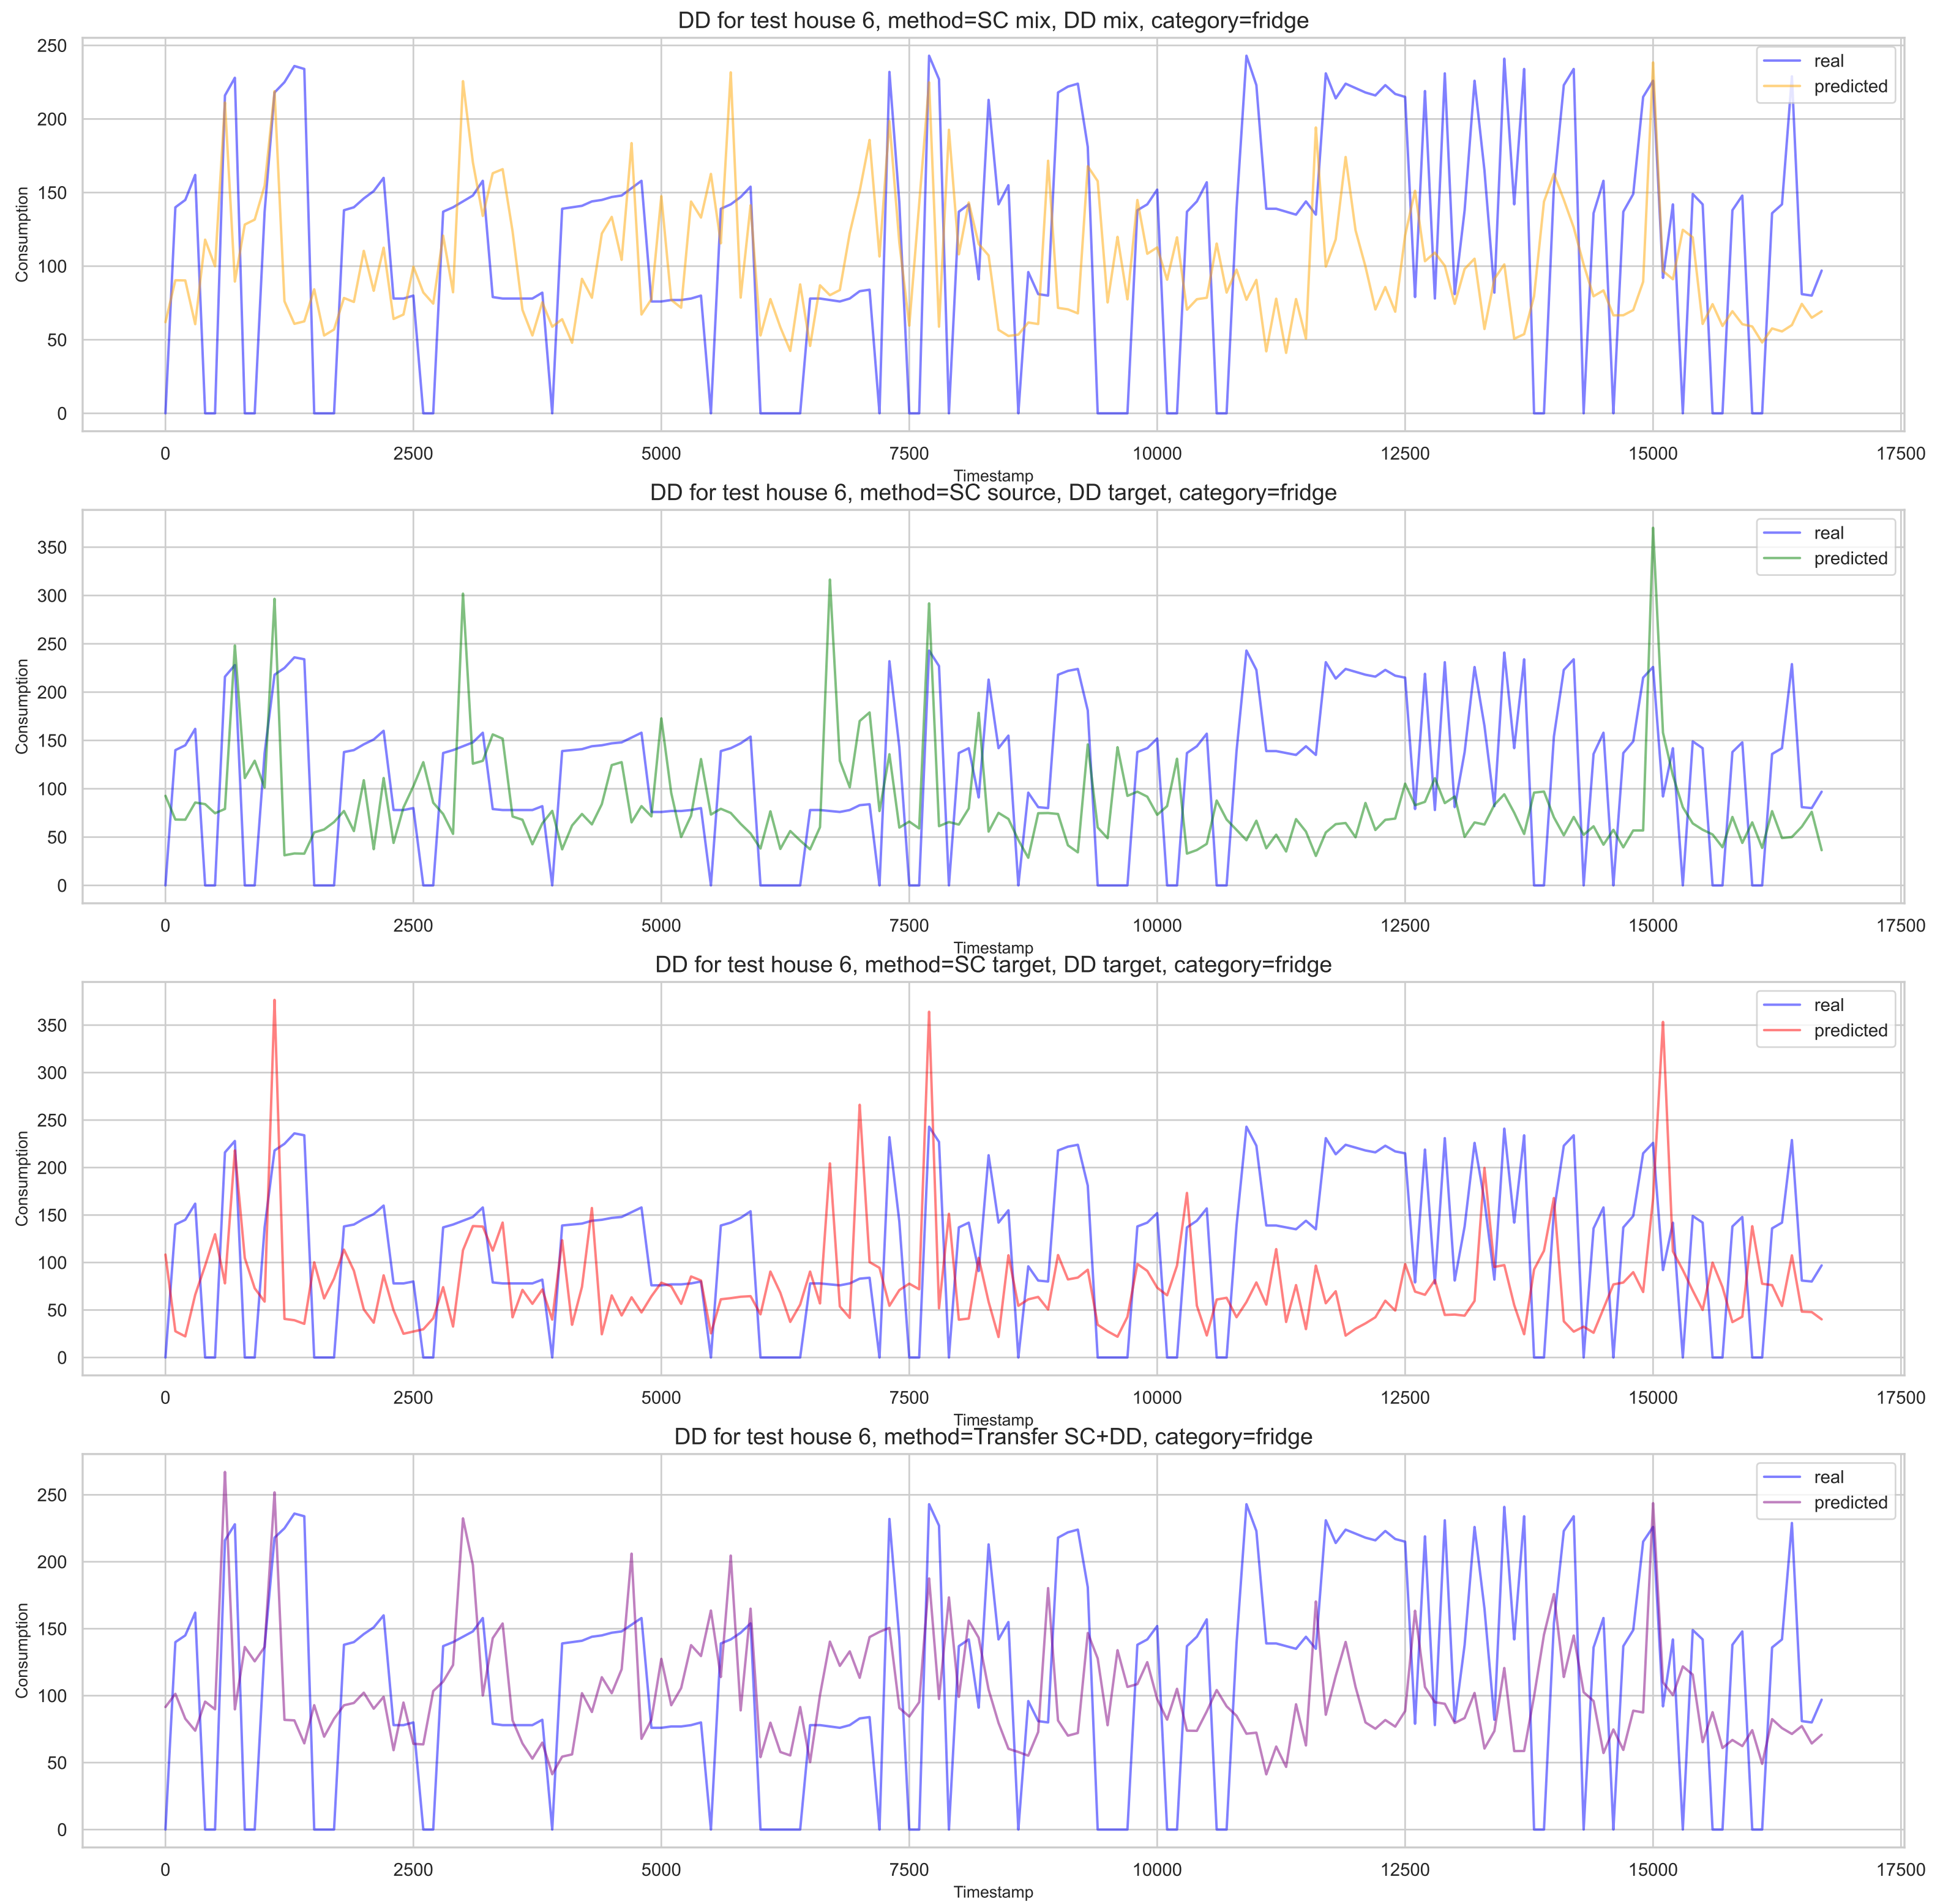 DD for test house 6, method=SC mix, DD mix, category=fridge
250
200
150
100
50
0
Consumption
real
predicted
0 2500 5000 7500 10000 12500 15000 17500
Timestamp
DD for test house 6, method=SC source, DD target, category=fridge
350
300
250
200
150
100
50
0
Consumption
real
predicted
0 2500 5000 7500 10000 12500 15000 17500
Timestamp
DD for test house 6, method=SC target, DD target, category=fridge
350
300
250
200
150
100
50
0
Consumption
real
predicted
0 2500 5000 7500 10000 12500 15000 17500
Timestamp
DD for test house 6, method=Transfer SC+DD, category=fridge
250
200
150
100
50
0
Consumption
real
predicted
0 2500 5000 7500 10000 12500 15000 17500
Timestamp